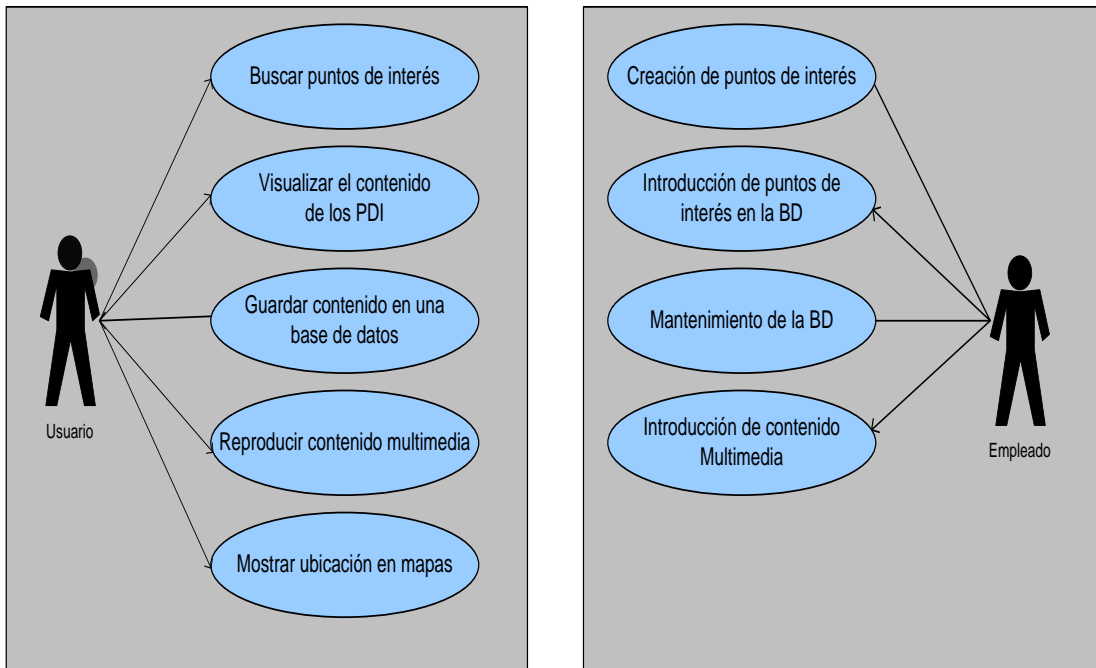 Buscar puntos de interés
Visualizar el contenido
de los PDI
Guardar contenido en una
base de datos
Usuario
Reproducir contenido multimedia
Mostrar ubicación en mapas
Creación de puntos de interés
Introducción de puntos de
interés en la BD
Mantenimiento de la BD
Introducción de contenido
Multimedia
Empleado